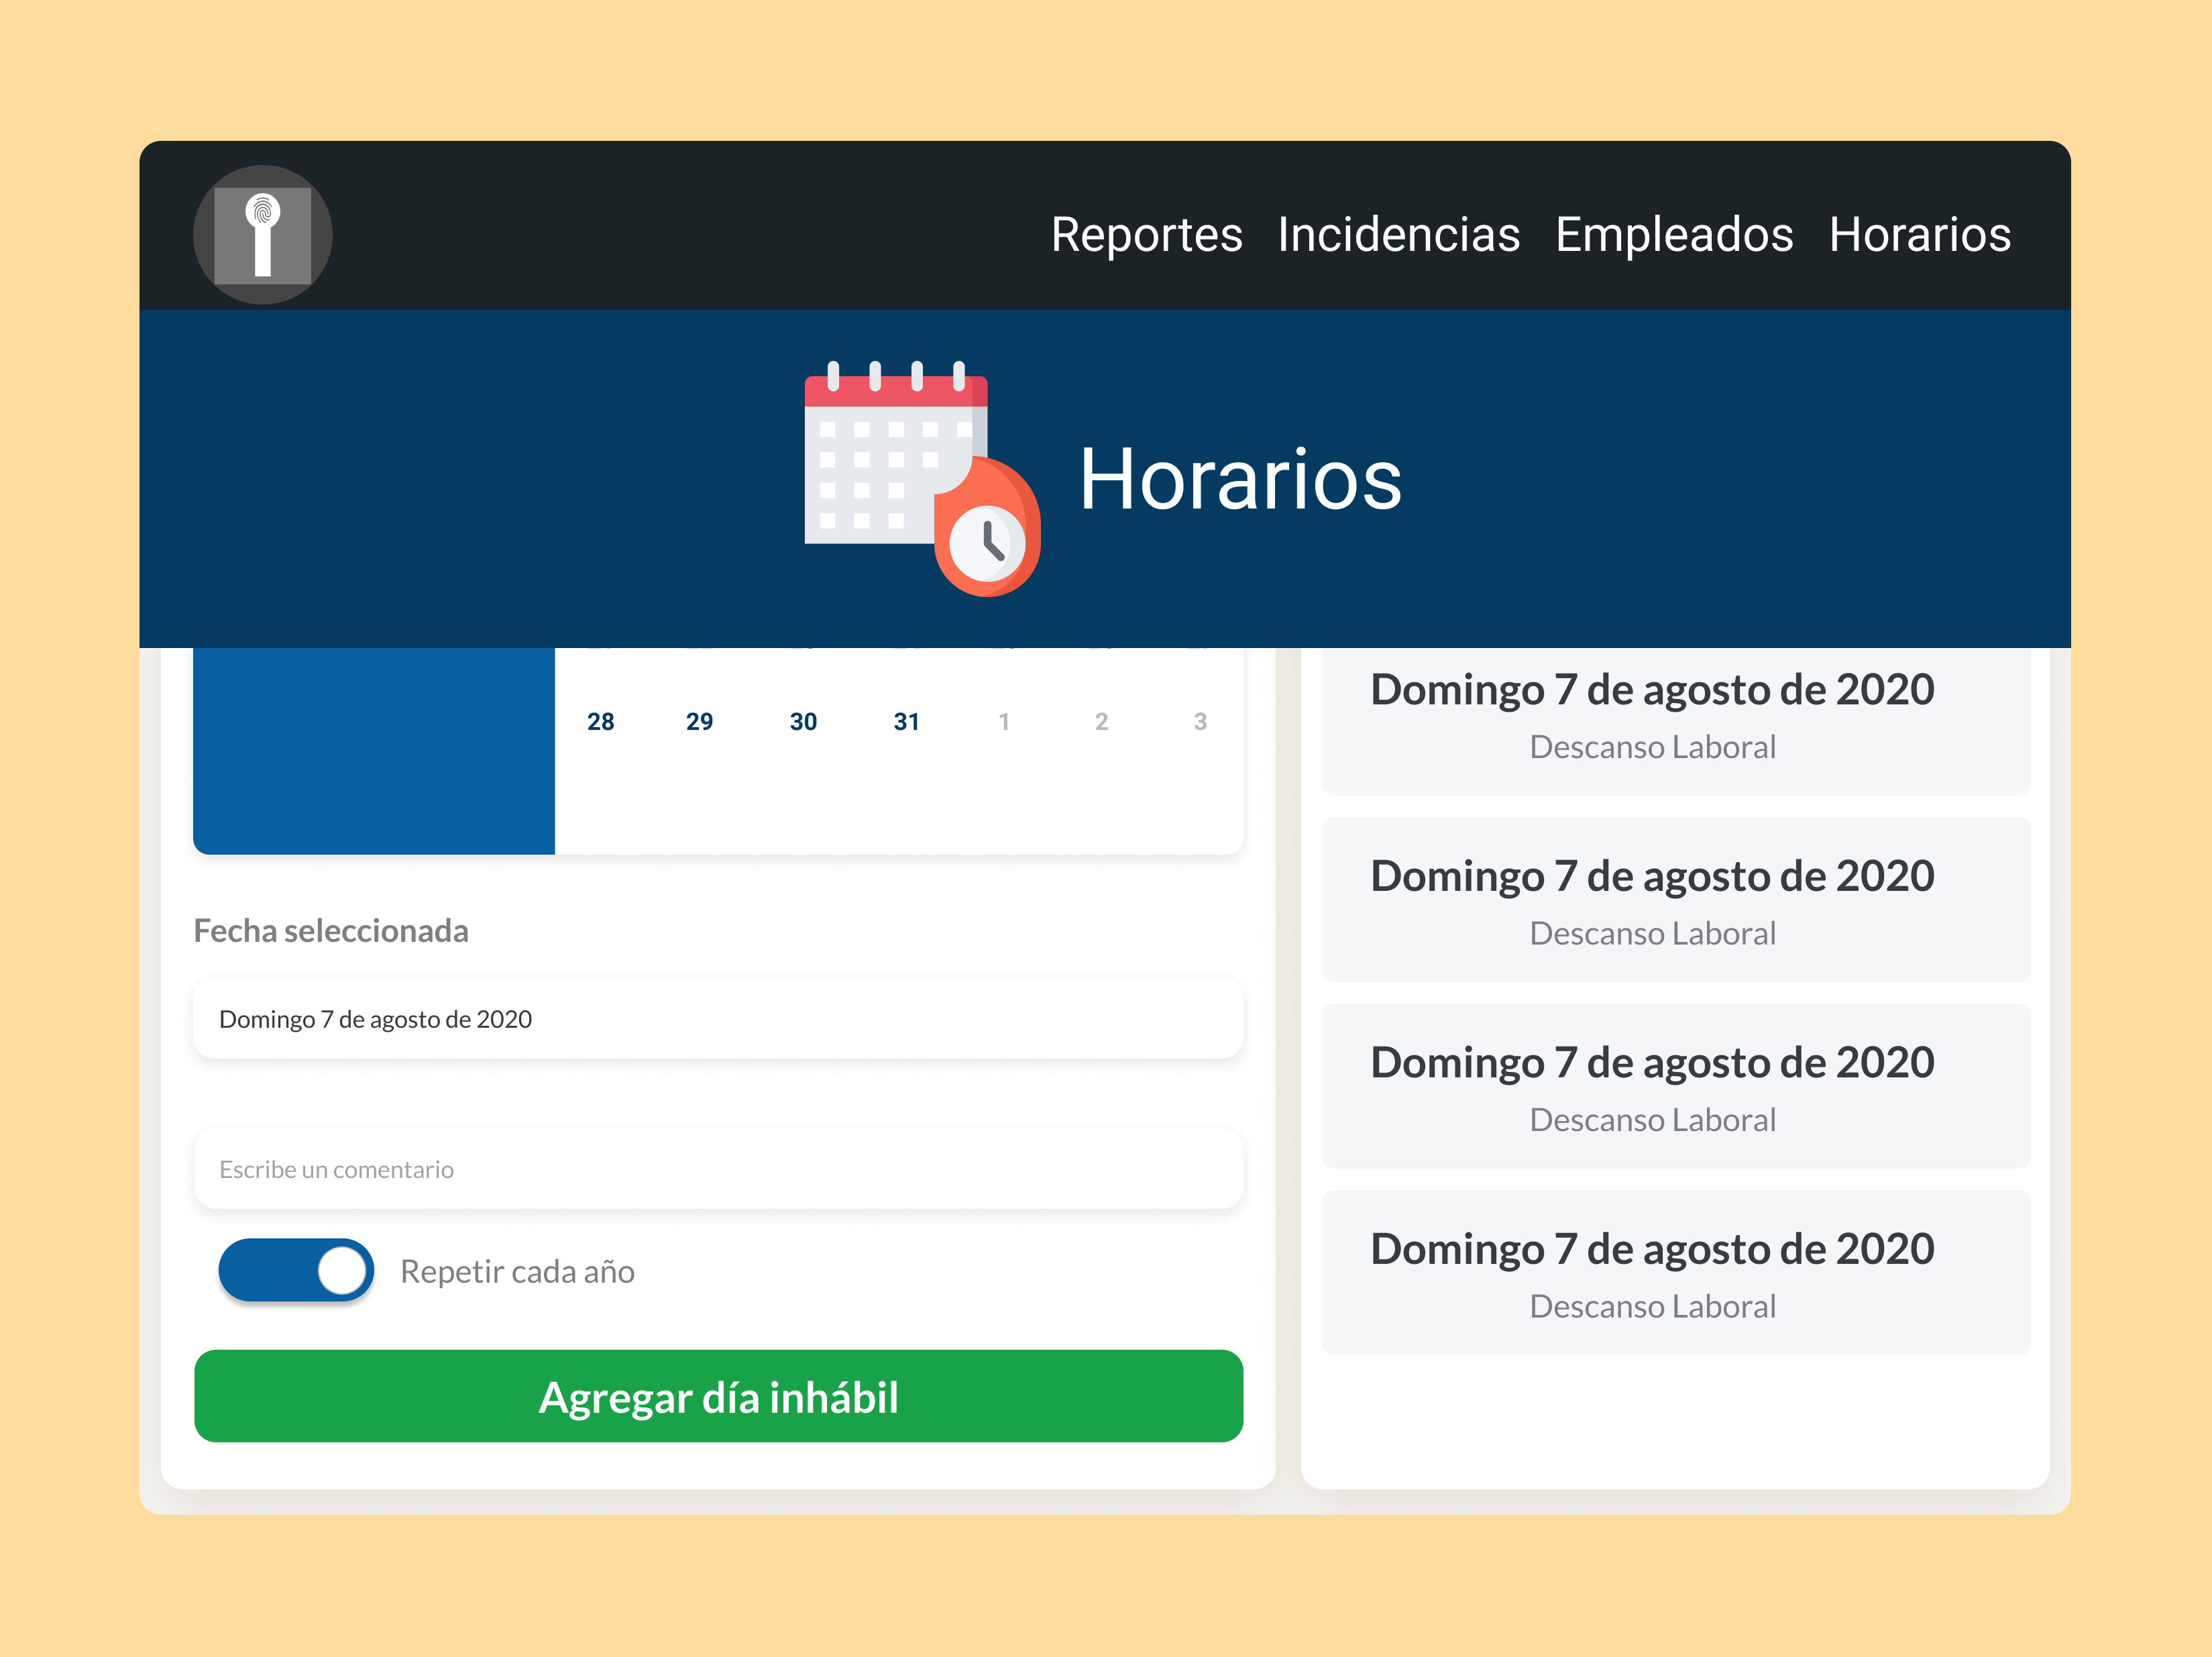 Reportes Incidencias Empleados Horarios
Horarios
28 29 30 31 1 2 3
Fecha seleccionada
Domingo 7 de agosto de 2020
Escribe un comentario
Repetir cada año
Agregar día inhábil
Domingo 7 de agosto de 2020
Descanso Laboral
Domingo 7 de agosto de 2020
Descanso Laboral
Domingo 7 de agosto de 2020
Descanso Laboral
Domingo 7 de agosto de 2020
Descanso Laboral